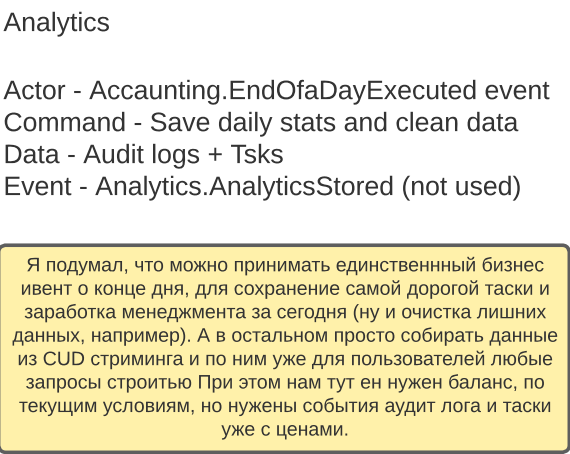 Analytics
Actor - Accaunting.EndOfaDayExecuted event
Command - Save daily stats and clean data
Data - Audit logs + Tsks
Event - Analytics.AnalyticsStored (not used)
Я подумал, что можно принимать единственнный бизнес
ивент о конце дня, для сохранение самой дорогой таски и
заработка менеджмента за сегодня (ну и очистка лишних
данных, например). А в остальном просто собирать данные
из CUD стриминга и по ним уже для пользователей любые
запросы строитью При этом нам тут ен нужен баланс, по
текущим условиям, но нужены события аудит лога и таски
уже с ценами.